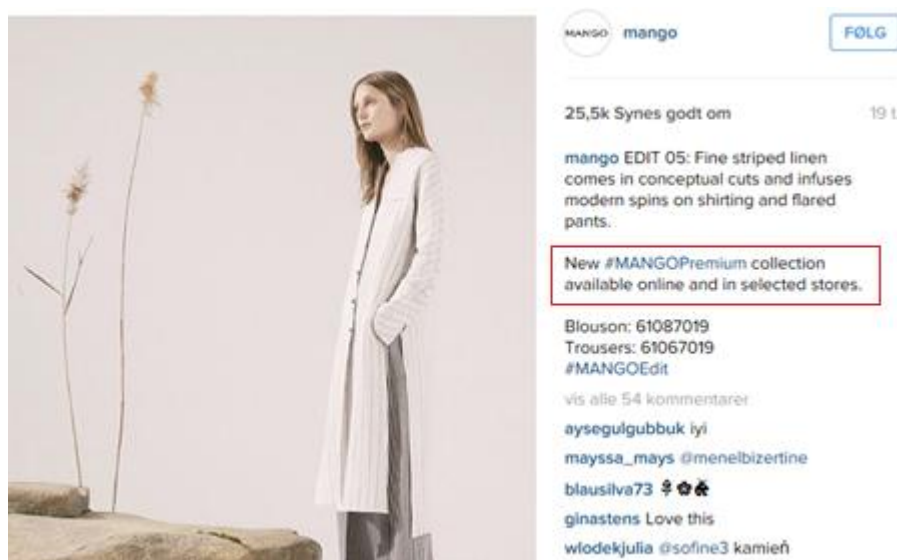 MANGO mango FØLG
25,5k Synes godt om 19 t
mango EDIT 05: Fine striped linen
comes in conceptual cuts and infuses
modern spins on shirting and flared
pants.
New #MANGOPremium collection
available online and in selected stores.
Blouson: 61087019
Trousers: 61067019
#MANGOEdit
vis alle 54 kommentarer
aysegulgubbuk iyi
mayssa_mays @menelbizertine
blausilva73
ginastens Love this
wlodekjulia @sofine3 kamień